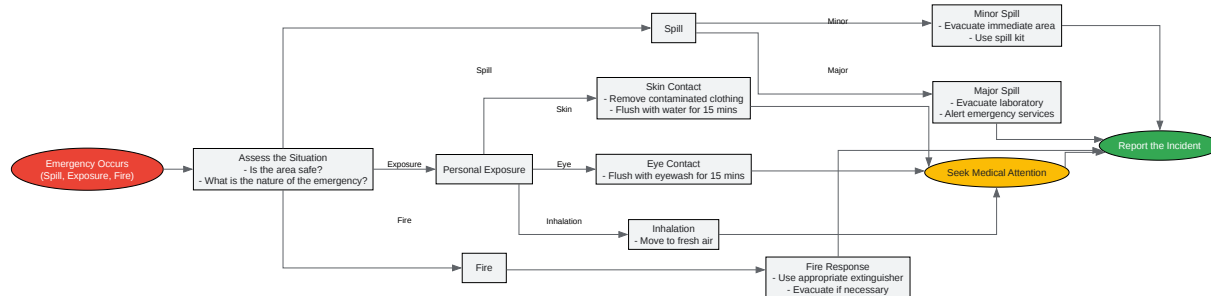 Emergency Occurs
(Spill, Exposure, Fire)
Assess the Situation
- Is the area safe?
- What is the nature of the emergency?
Spill
Exposure
Fire
Spill
Minor
Major
Minor Spill
- Evacuate immediate area
- Use spill kit
Major Spill
- Evacuate laboratory
- Alert emergency services
Personal Exposure
Skin
Eye
Inhalation
Skin Contact
- Remove contaminated clothing
- Flush with water for 15 mins
Eye Contact
- Flush with eyewash for 15 mins
Inhalation
- Move to fresh air
Fire
Fire Response
- Use appropriate extinguisher
- Evacuate if necessary
Seek Medical Attention
Report the Incident